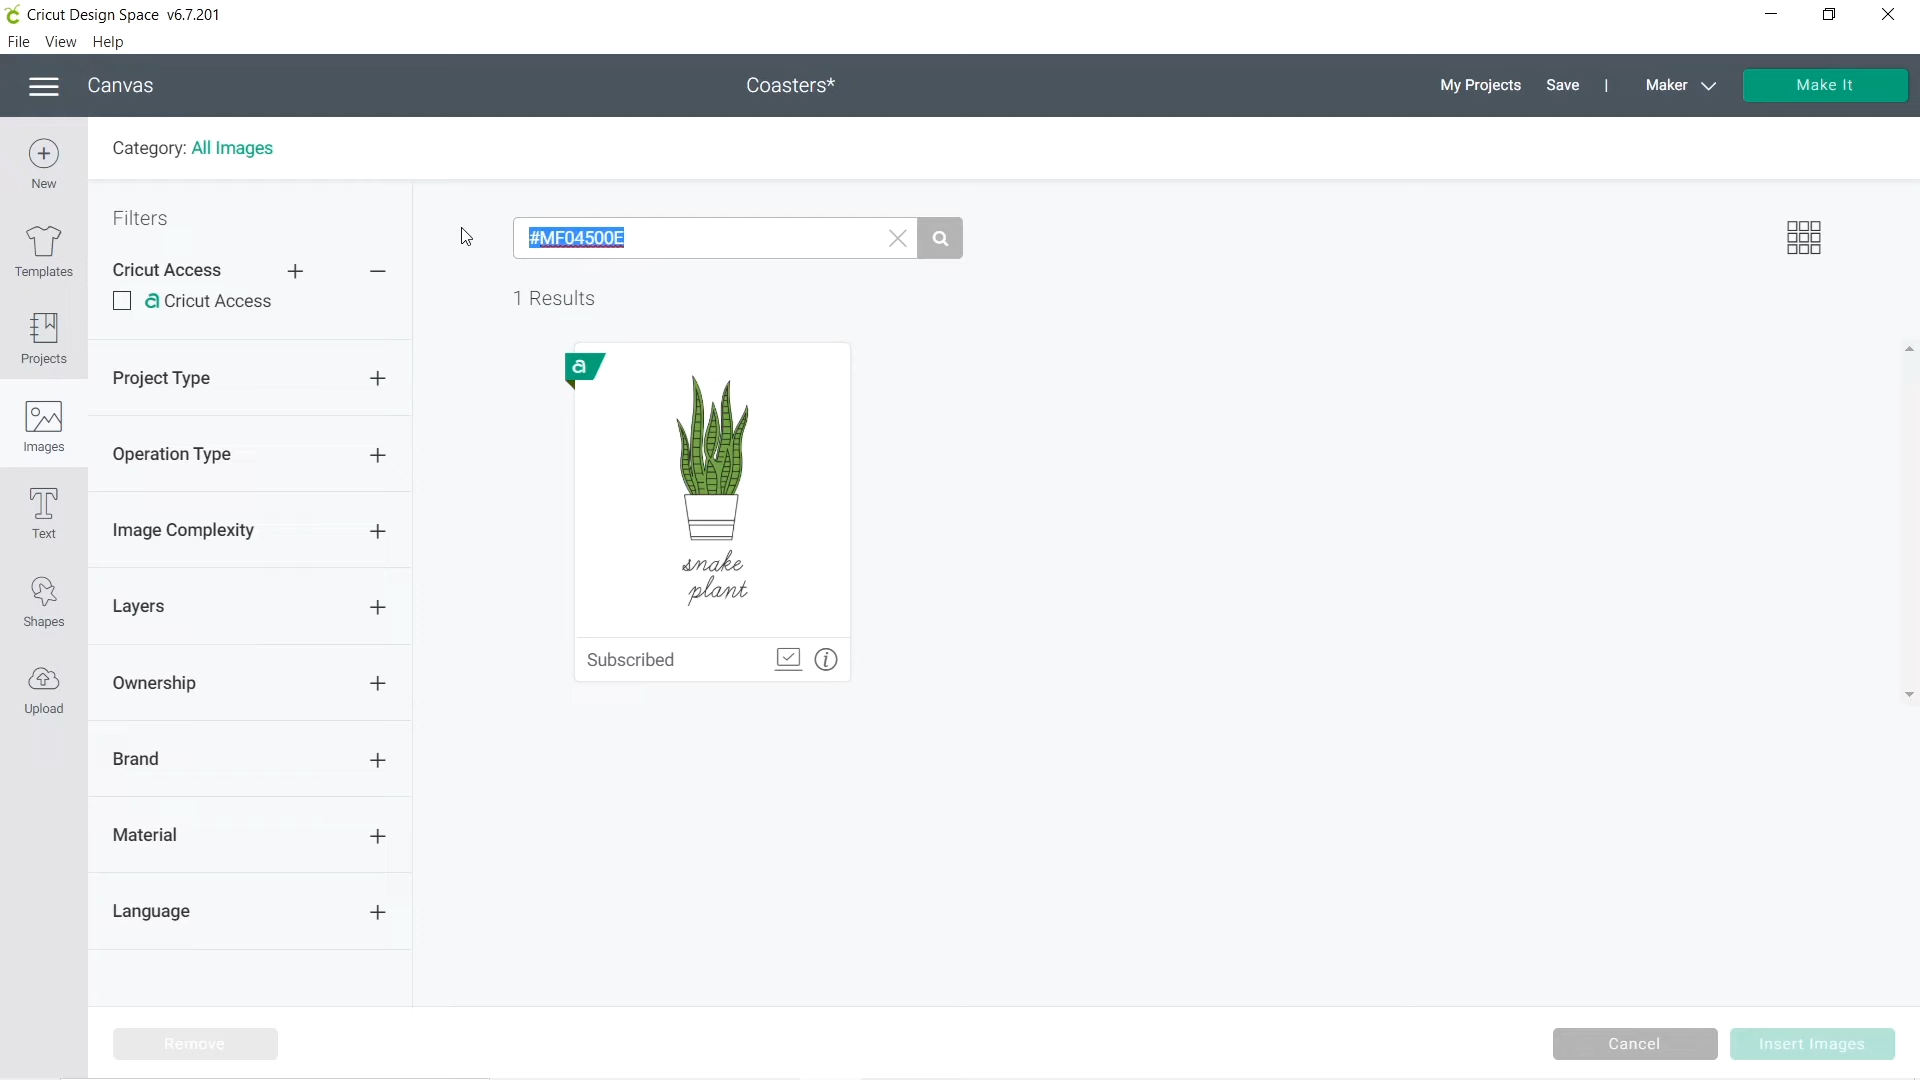 Cricut Design Space v6.7.201
File View Help
Canvas
Coasters*
My Projects Save | Maker Make It
New
Templates
Projects
Images
Text
Shapes
Upload
Category: All Images
Filters
Cricut Access
a Cricut Access
Project Type
Operation Type
Image Complexity
Layers
Ownership
Brand
Material
Language
#MF04500E
1 Results
a
snake
plant
Subscribed
Remove
Cancel
Insert Images